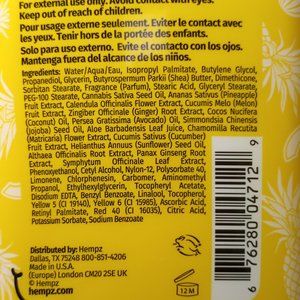 For external use only. Avoid contact with eyes.
Keep out of reach of children.
Pour usage externe seulement. Éviter le contact avec
les yeux. Tenir hors de la portée des enfants.
Solo para uso externo. Evite el contacto con los ojos.
Mantenga fuera del alcance de los niños.
Ingredients: Water/Aqua/Eau, Isopropyl Palmitate, Butylene Glycol,
Propanediol, Glycerin, Butyrospermum Parkii (Shea) Butter, Dimethicone,
Sorbitan Stearate, Fragrance (Parfum), Stearic Acid, Glyceryl Stearate,
PEG-100 Stearate, Cannabis Sativa Seed Oil, Ananas Sativus (Pineapple)
Fruit Extract, Calendula Officinalis Flower Extract, Cucumis Melo (Melon)
Fruit Extract, Zingiber Officinale (Ginger) Root Extract, Cocos Nucifera
(Coconut) Oil, Persea Gratissima (Avocado) Oil, Simmondsia Chinensis
(Jojoba) Seed Oil, Aloe Barbadensis Leaf Juice, Chamomilla Recutita
(Matricaria) Flower Extract, Cucumis Sativus (Cucumber)
Fruit Extract, Helianthus Annuus (Sunflower) Seed Oil,
Althaea Officinalis Root Extract, Panax Ginseng Root
Extract, Symphytum Officinale Leaf Extract,
Phenoxyethanol, Cetyl Alcohol, Nylon-12, Polysorbate 40,
Limonene, Chlorphenesin, Carbomer, Aminomethyl
Propanol, Ethylhexylglycerin, Tocopheryl Acetate,
Disodium EDTA, Benzyl Benzoate, Linalool, Tocopherol,
Yellow 5 (CI 19140), Yellow 6 (CI 15985), Ascorbic Acid,
Retinyl Palmitate, Red 40 (CI 16035), Citric Acid,
Potassium Sorbate, Sodium Benzoate
Distributed by: Hempz
Dallas, TX 75248 800-851-4206
Made in U.S.A.
(Europe) London CM20 2SE UK
© Hempz
hempz.com
12 M
6 76280 04712 9